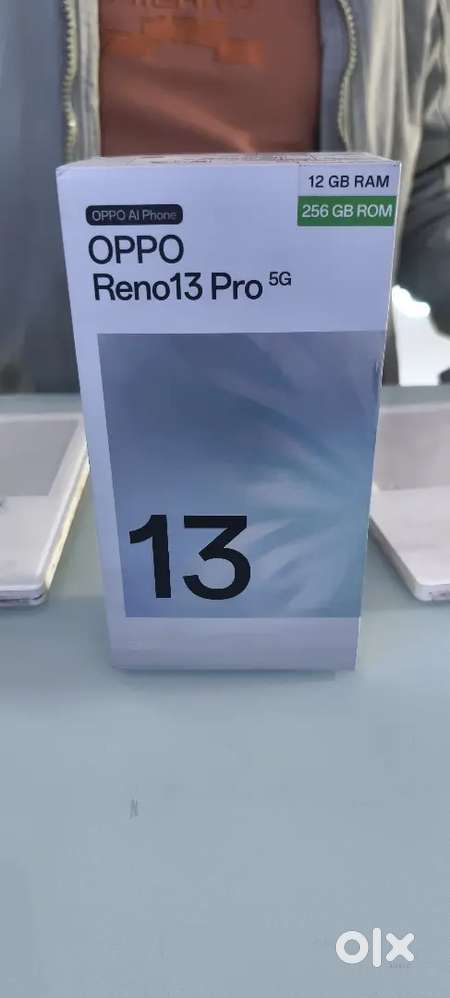 12 GB RAM
256 GB ROM
OPPO AI Phone
OPPO
Reno13 Pro 5G
13
olx